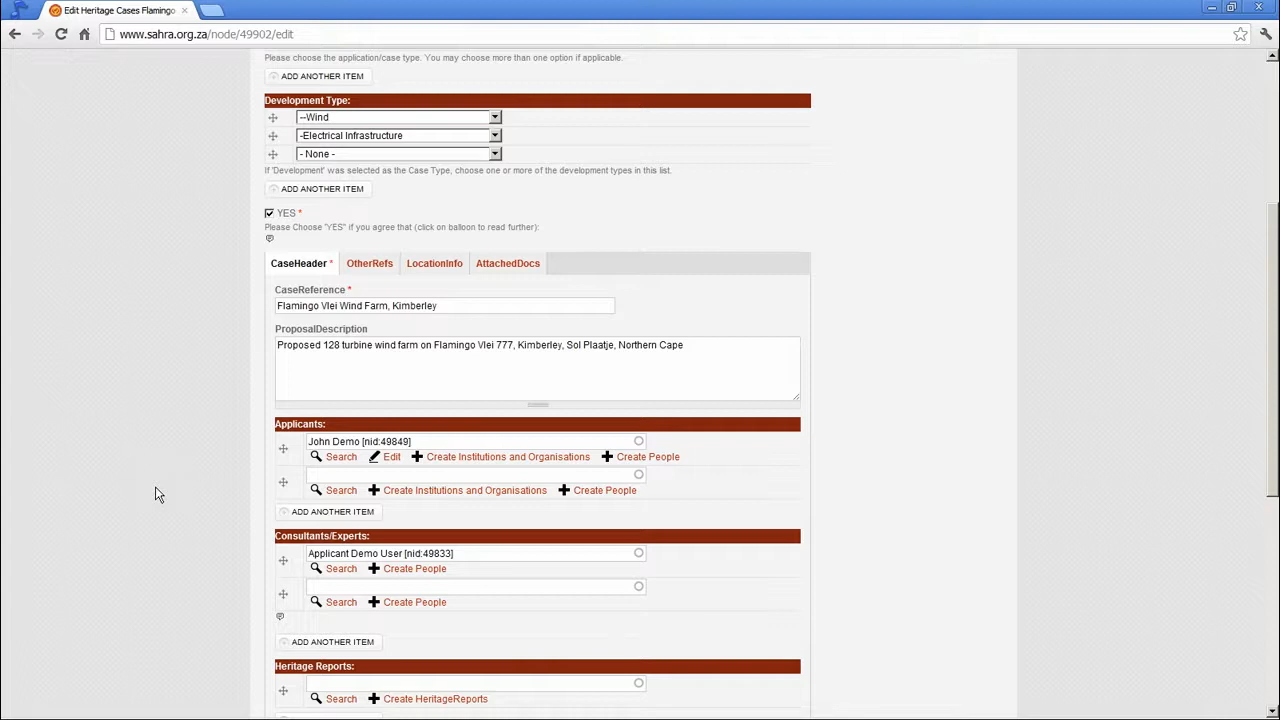 Edit Heritage Cases Flamingo
www.sahra.org.za/node/49902/edit
Please choose the application/case type. You may choose more than one option if applicable.
ADD ANOTHER ITEM
Development Type:
--Wind
-Electrical Infrastructure
- None -
If 'Development' was selected as the Case Type, choose one or more of the development types in this list.
ADD ANOTHER ITEM
YES *
Please Choose "YES" if you agree that (click on balloon to read further):
CaseHeader * OtherRefs LocationInfo AttachedDocs
CaseReference *
Flamingo Vlei Wind Farm, Kimberley
ProposalDescription
Proposed 128 turbine wind farm on Flamingo Vlei 777, Kimberley, Sol Plaatje, Northern Cape
Applicants:
John Demo [nid:49849]
Search Edit Create Institutions and Organisations Create People
Search Create Institutions and Organisations Create People
ADD ANOTHER ITEM
Consultants/Experts:
Applicant Demo User [nid:49833]
Search Create People
Search Create People
ADD ANOTHER ITEM
Heritage Reports:
Search Create HeritageReports